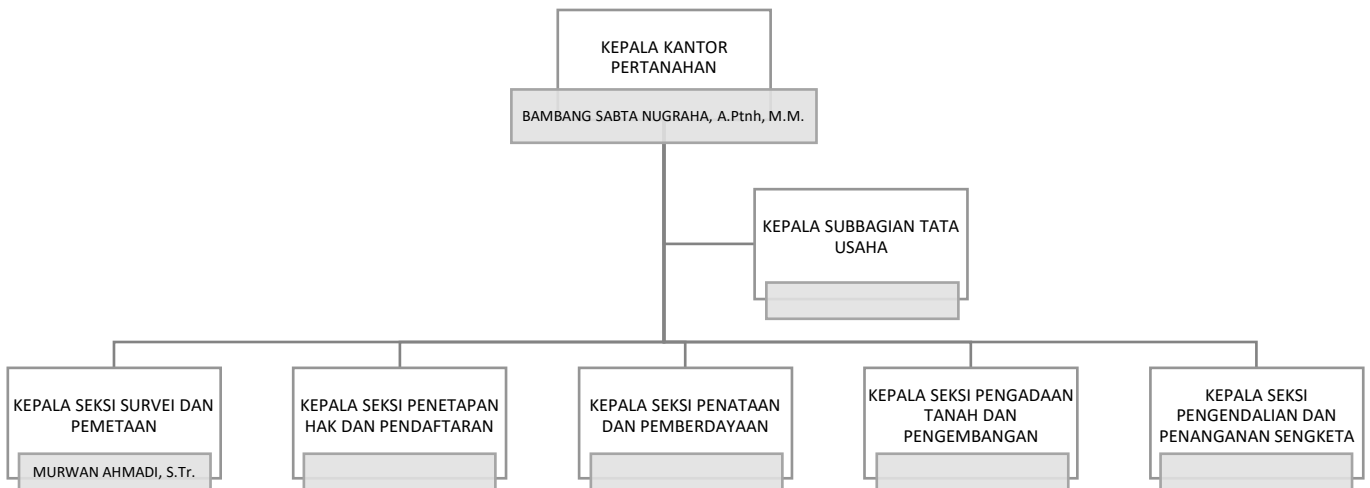 KEPALA KANTOR
PERTANAHAN
BAMBANG SABTA NUGRAHA, A.Ptnh, M.M.
KEPALA SUBBAGIAN TATA
USAHA
KEPALA SEKSI SURVEI DAN
PEMETAAN
MURWAN AHMADI, S.Tr.
KEPALA SEKSI PENETAPAN
HAK DAN PENDAFTARAN
KEPALA SEKSI PENATAAN
DAN PEMBERDAYAAN
KEPALA SEKSI PENGADAAN
TANAH DAN
PENGEMBANGAN
KEPALA SEKSI
PENGENDALIAN DAN
PENANGANAN SENGKETA